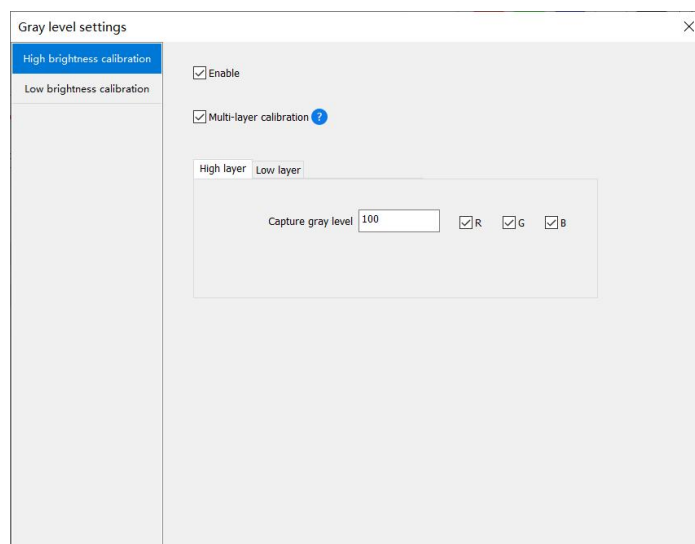 Gray level settings
High brightness calibration
Low brightness calibration
Enable
Multi-layer calibration ?
High layer Low layer
Capture gray level 100 R G B